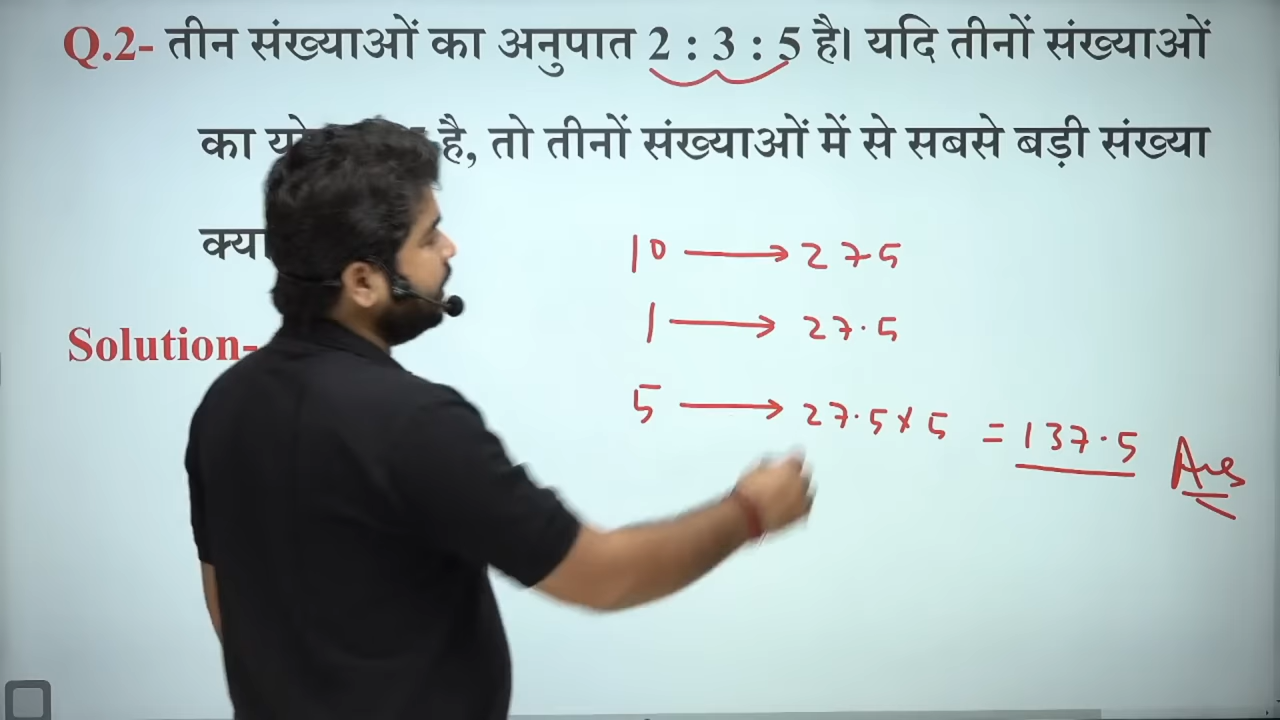 Q.2- तीन संख्याओं का अनुपात 2 : 3 : 5 है। यदि तीनों संख्याओं
का है, तो तीनों संख्याओं में से सबसे बड़ी संख्या
क्या
10 → 275
1 → 27.5
Solution-
5 → 27.5 × 5 = 137.5 Ans